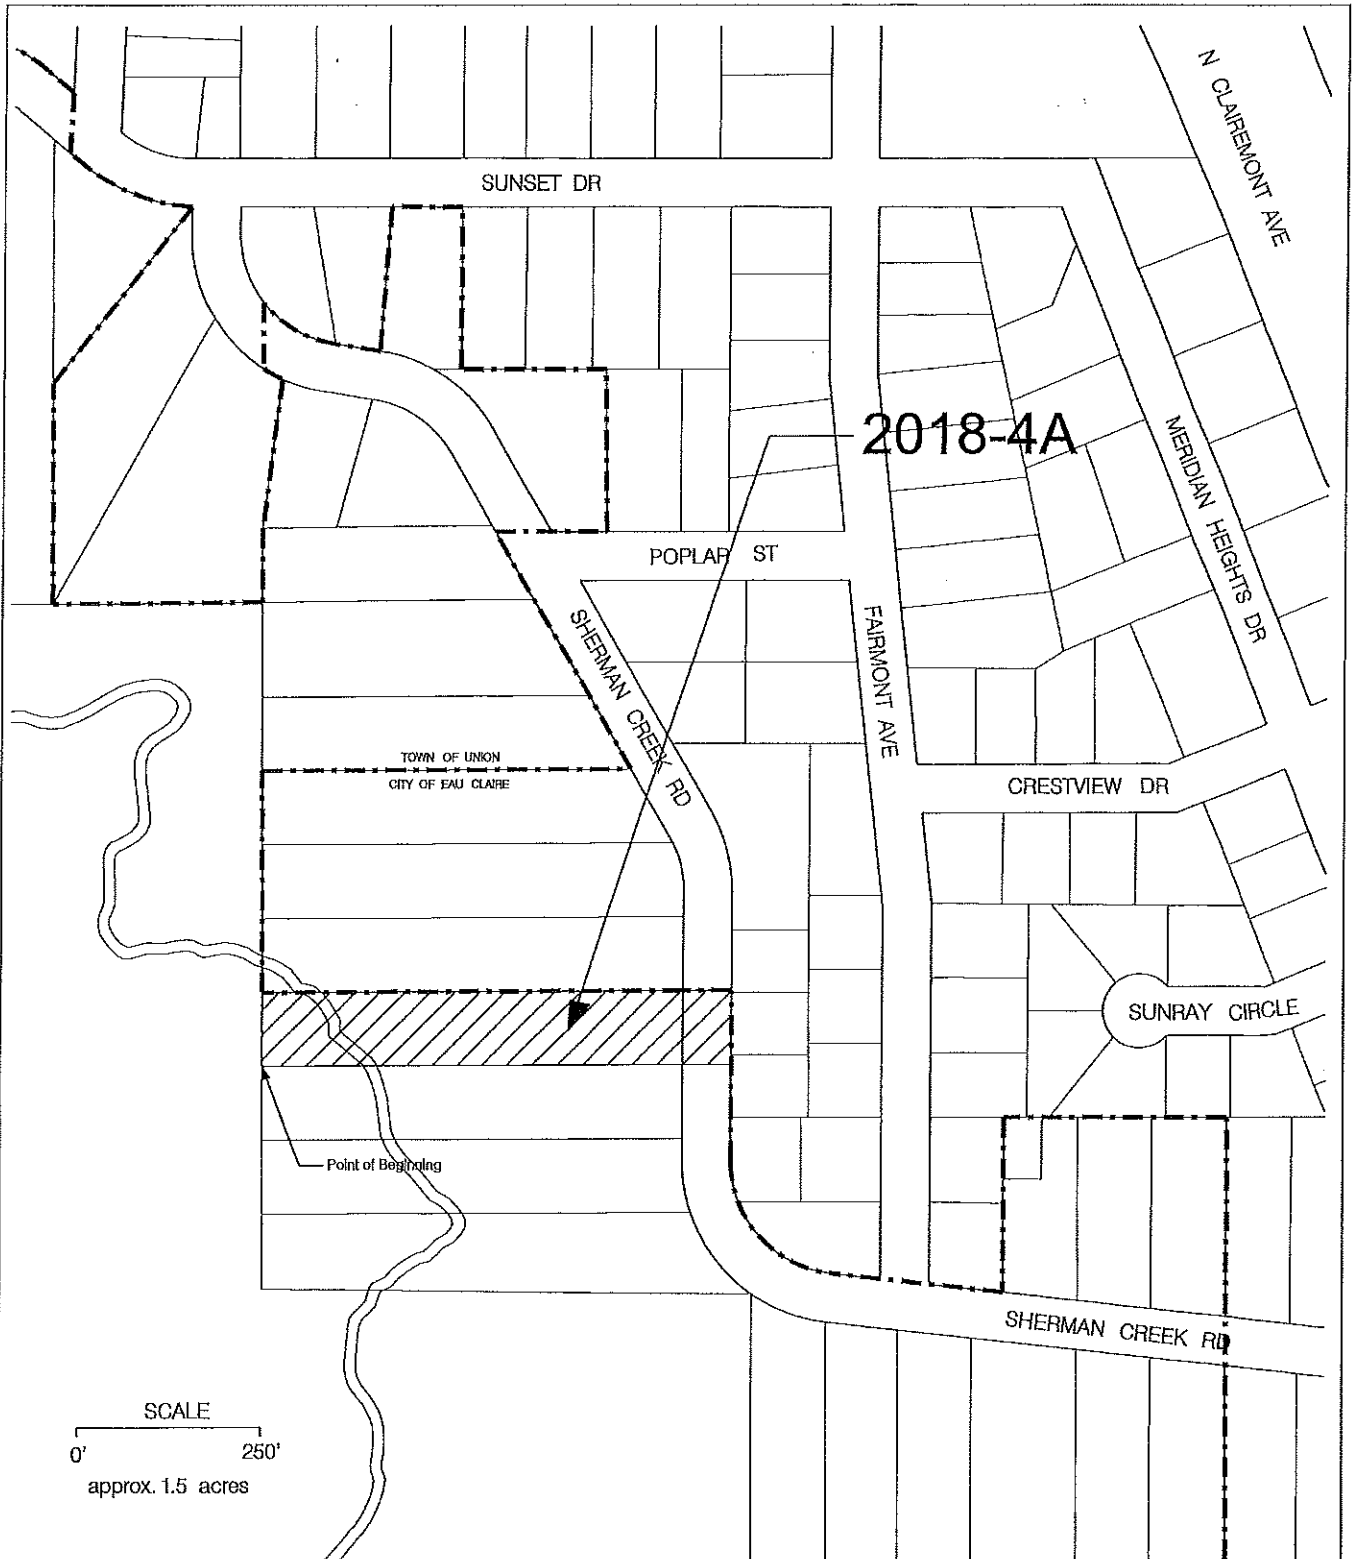 N CLAIREMONT AVE
SUNSET DR
2018-4A
MERIDIAN HEIGHTS DR
POPLAR ST
SHERMAN CREEK RD
FAIRMONT AVE
TOWN OF UNION
CITY OF EAU CLAIRE
CRESTVIEW DR
SUNRAY CIRCLE
Point of Beginning
SHERMAN CREEK RD
SCALE
0' 250'
approx. 1.5 acres